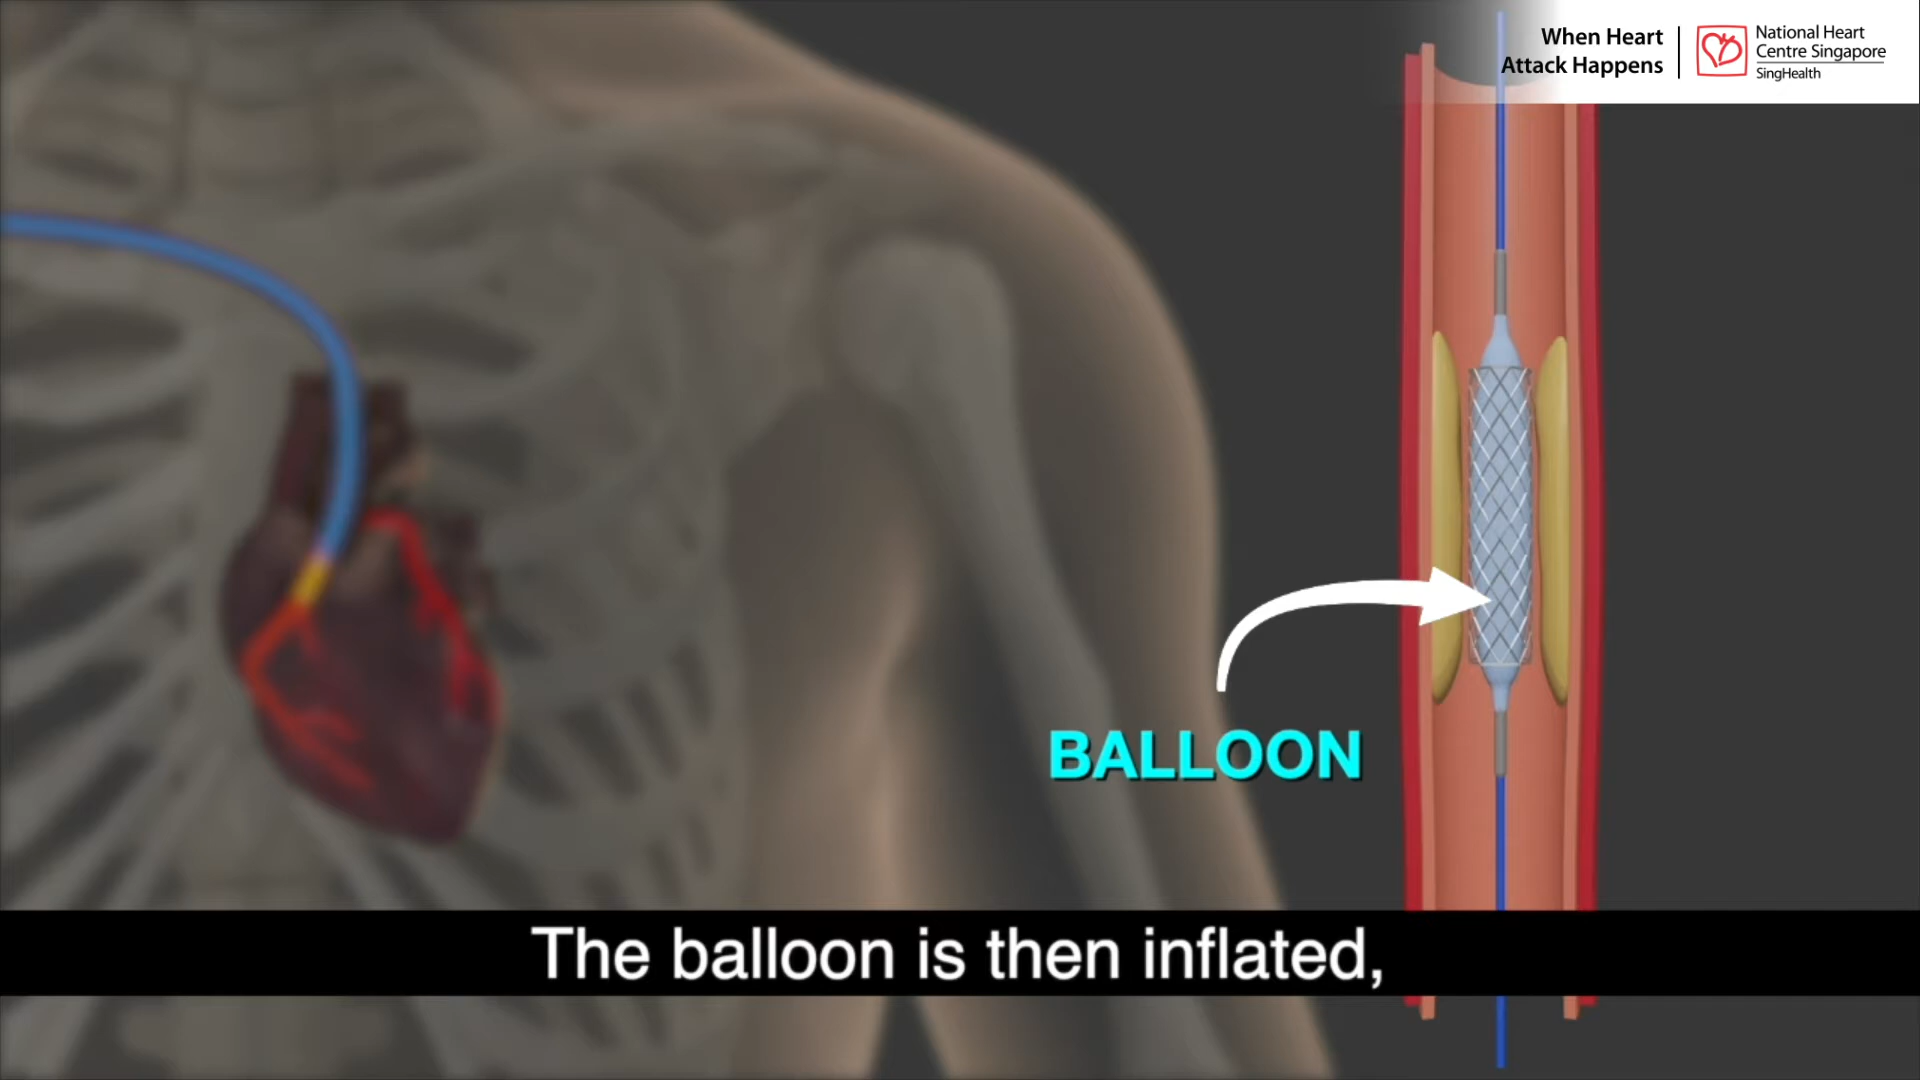 When Heart
Attack Happens
National Heart
Centre Singapore
SingHealth
BALLOON
The balloon is then inflated,